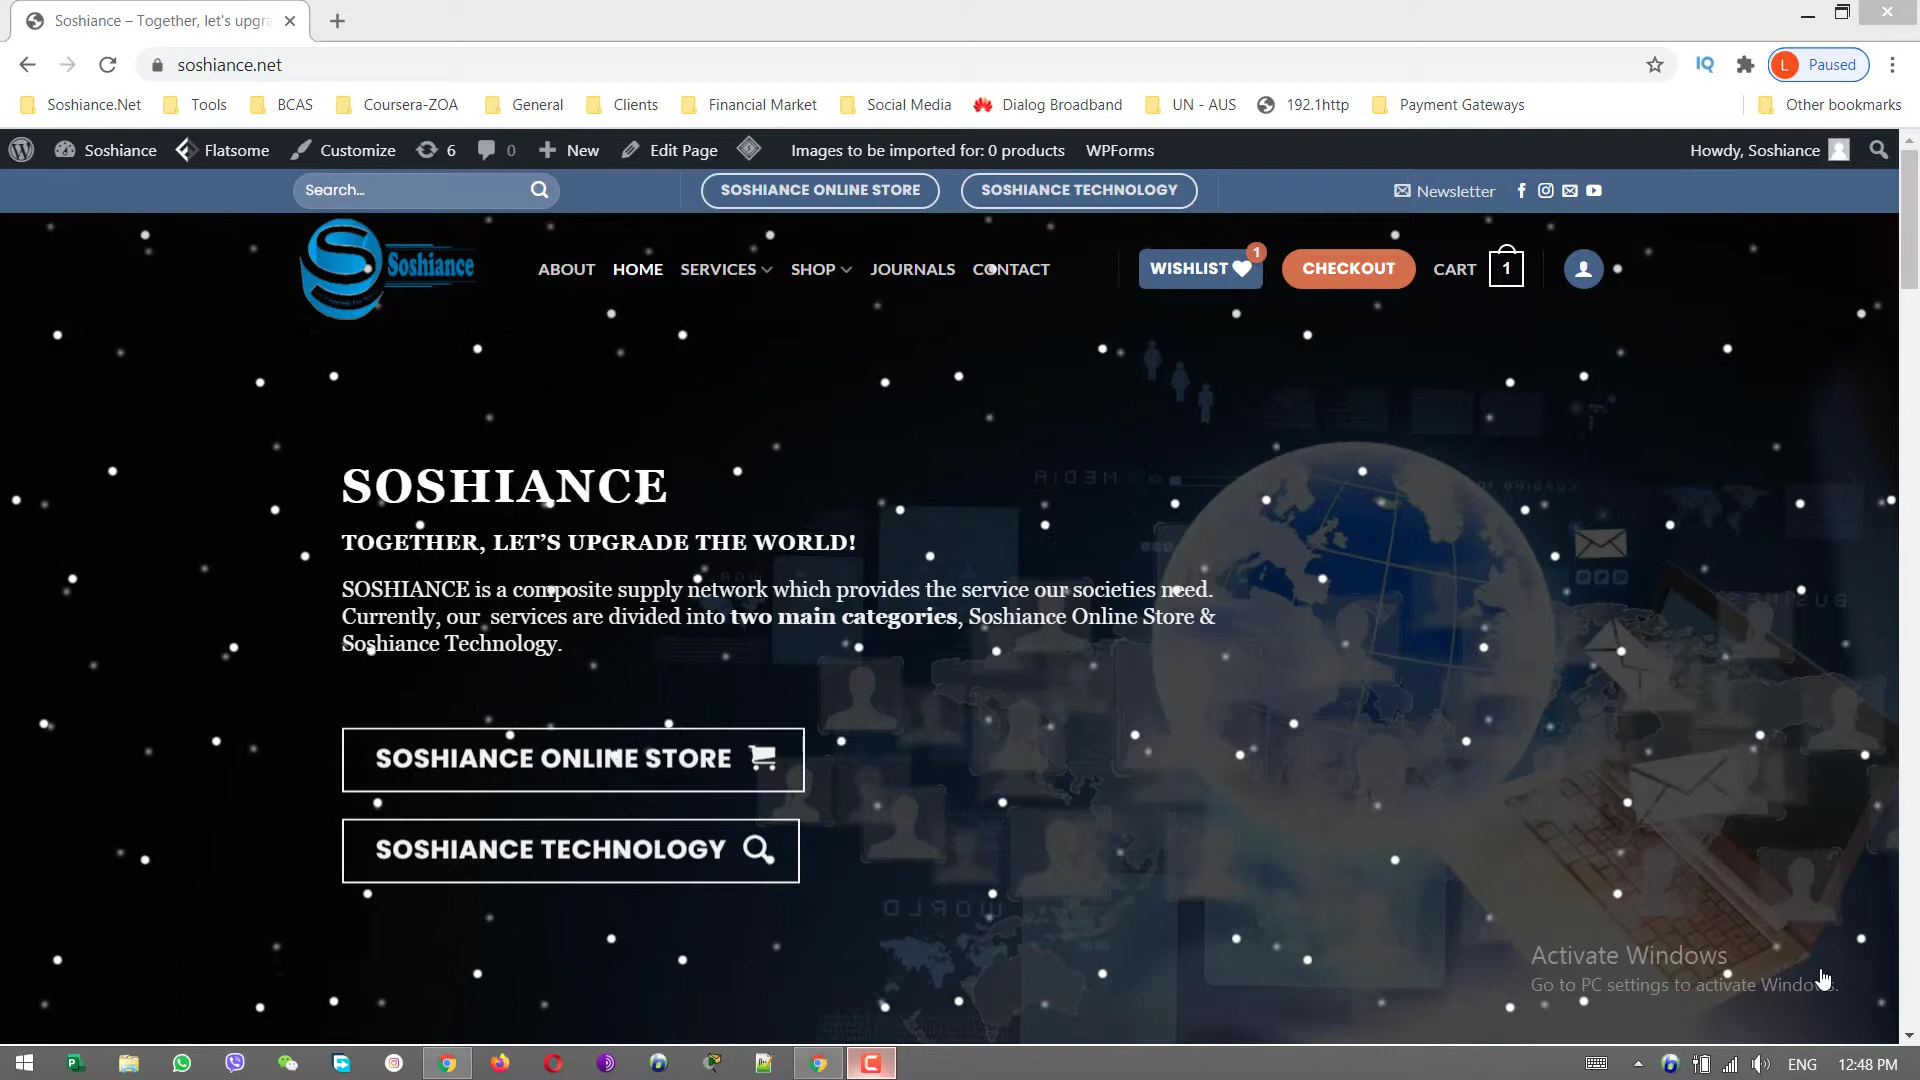 Soshiance – Together, let's upgra
soshiance.net
IQ
L Paused
Soshiance.Net Tools BCAS Coursera-ZOA General Clients Financial Market Social Media Dialog Broadband UN - AUS 192.1http Payment Gateways Other bookmarks
Soshiance Flatsome Customize 6 0 New Edit Page Images to be imported for: 0 products WPForms Howdy, Soshiance
Search... SOSHIANCE ONLINE STORE SOSHIANCE TECHNOLOGY Newsletter
Soshiance
ABOUT HOME SERVICES SHOP JOURNALS CONTACT WISHLIST 1 CHECKOUT CART 1
MEDIA
SOSHIANCE
TOGETHER, LET'S UPGRADE THE WORLD!
SOSHIANCE is a composite supply network which provides the service our societies need.
Currently, our services are divided into two main categories, Soshiance Online Store &
Soshiance Technology.
SOSHIANCE ONLINE STORE
SOSHIANCE TECHNOLOGY
WORLD
Activate Windows
Go to PC settings to activate Windows.
ENG 12:48 PM